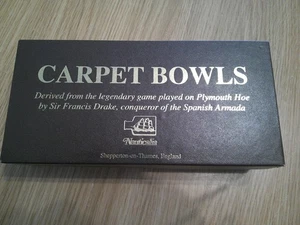 CARPET BOWLS
Derived from the legendary game played on Plymouth Hoe
by Sir Francis Drake, conqueror of the Spanish Armada
Nauticalia
Shepperton-on-Thames, England